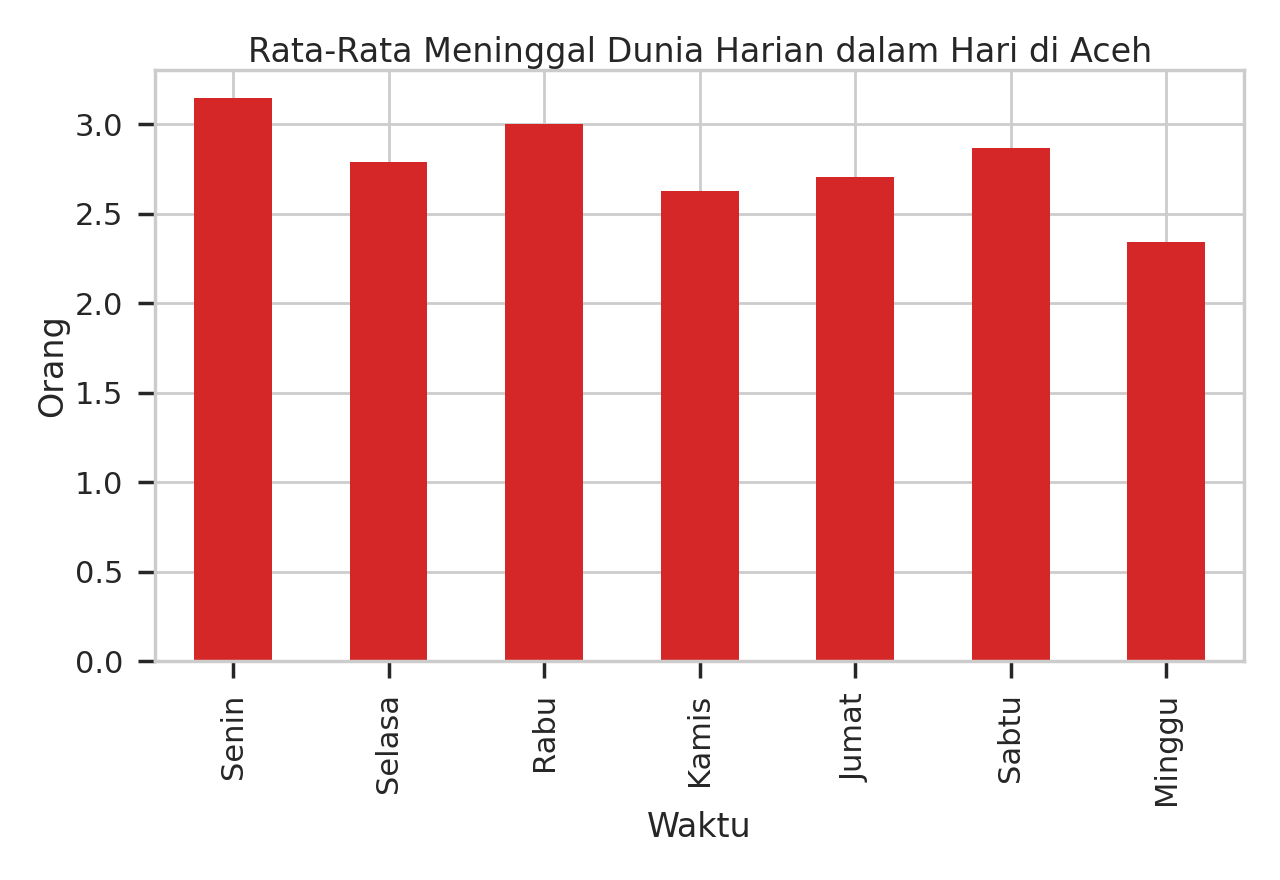 Rata-Rata Meninggal Dunia Harian dalam Hari di Aceh
3.0
2.5
2.0
1.5
1.0
0.5
0.0
Orang
Senin
Selasa
Rabu
Kamis
Jumat
Sabtu
Minggu
Waktu